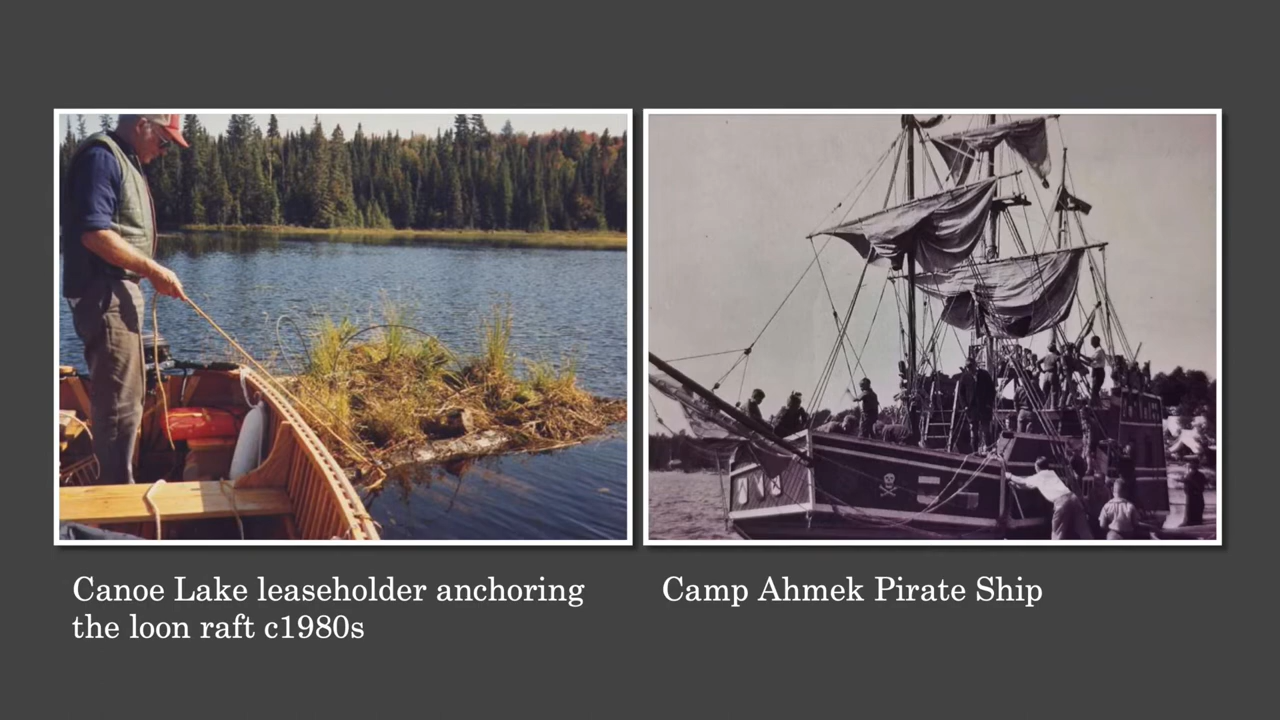 Canoe Lake leaseholder anchoring
the loon raft c1980s
Camp Ahmek Pirate Ship